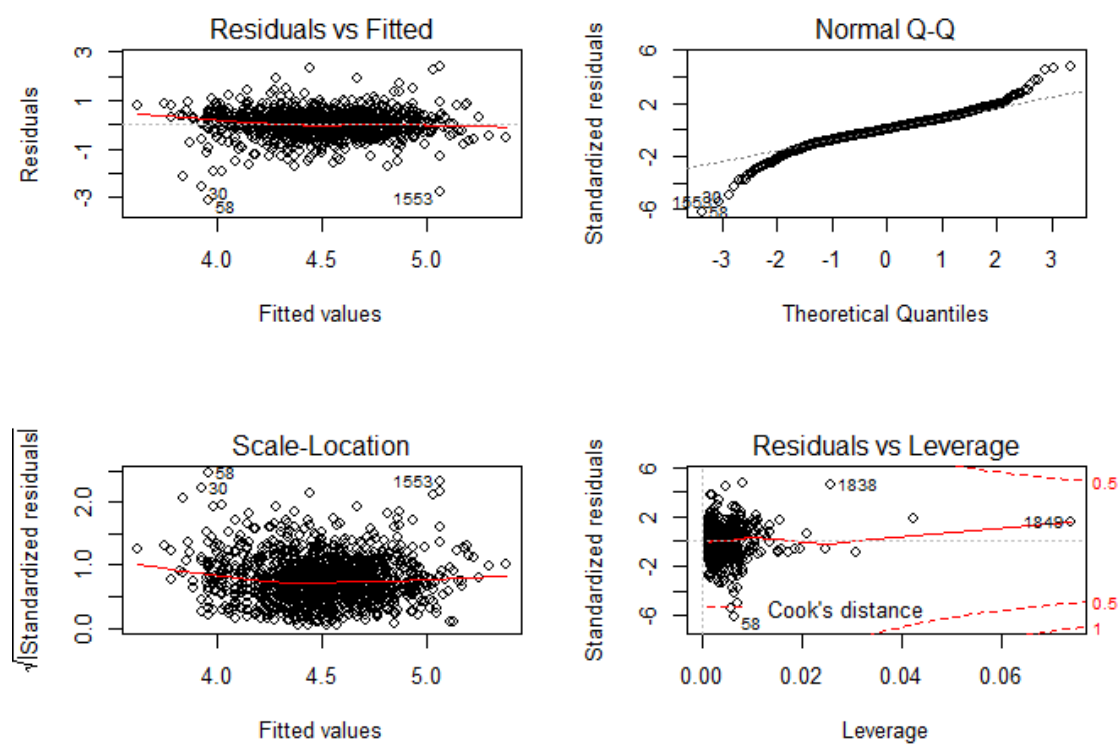 Residuals vs Fitted
Residuals
3
1
-1
-3
30
58
1553
4.0 4.5 5.0
Fitted values
Normal Q-Q
Standardized residuals
6
2
-2
-6
30
1553
58
-3 -2 -1 0 1 2 3
Theoretical Quantiles
Scale-Location
√|Standardized residuals|
2.0
1.0
0.0
58
30
1553
4.0 4.5 5.0
Fitted values
Residuals vs Leverage
Standardized residuals
6
2
-2
-6
1838
1848
0.5
Cook's distance
58
0.5
1
0.00 0.02 0.04 0.06
Leverage